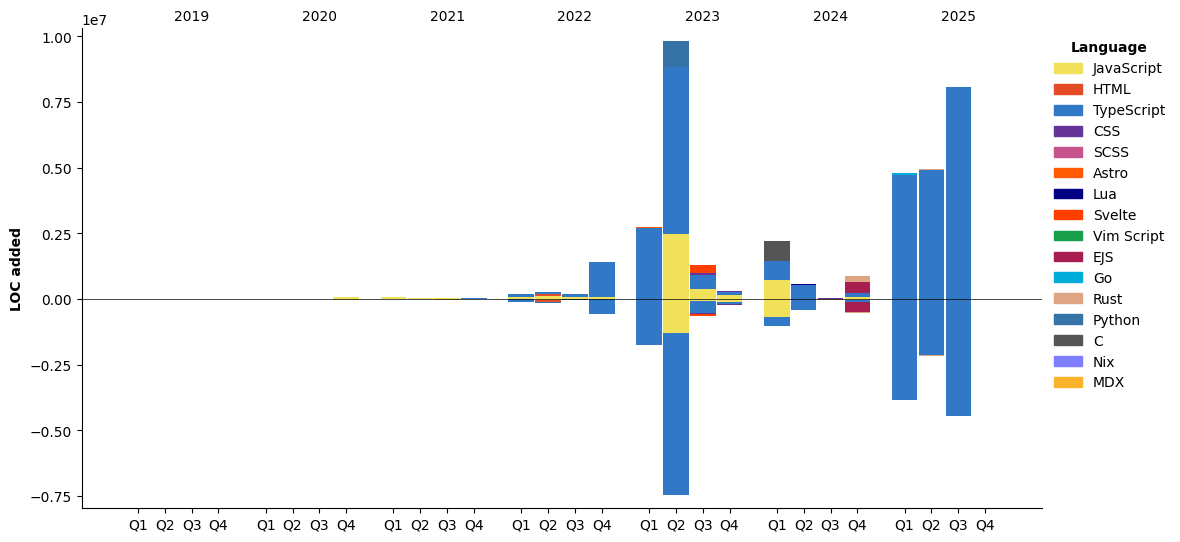 2019 2020 2021 2022 2023 2024 2025
1e7
1.00
0.75
0.50
0.25
0.00
−0.25
−0.50
−0.75
LOC added
Q1 Q2 Q3 Q4 Q1 Q2 Q3 Q4 Q1 Q2 Q3 Q4 Q1 Q2 Q3 Q4 Q1 Q2 Q3 Q4 Q1 Q2 Q3 Q4 Q1 Q2 Q3 Q4
Language
JavaScript
HTML
TypeScript
CSS
SCSS
Astro
Lua
Svelte
Vim Script
EJS
Go
Rust
Python
C
Nix
MDX